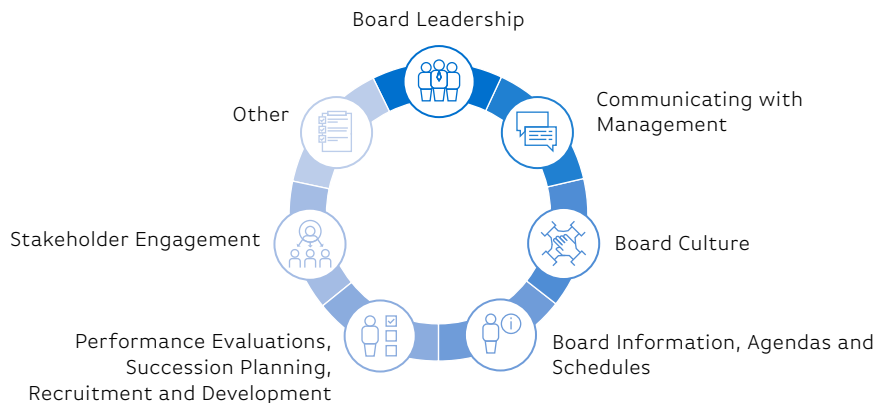 Board Leadership
Communicating with
Management
Board Culture
Board Information, Agendas and
Schedules
Performance Evaluations,
Succession Planning,
Recruitment and Development
Stakeholder Engagement
Other